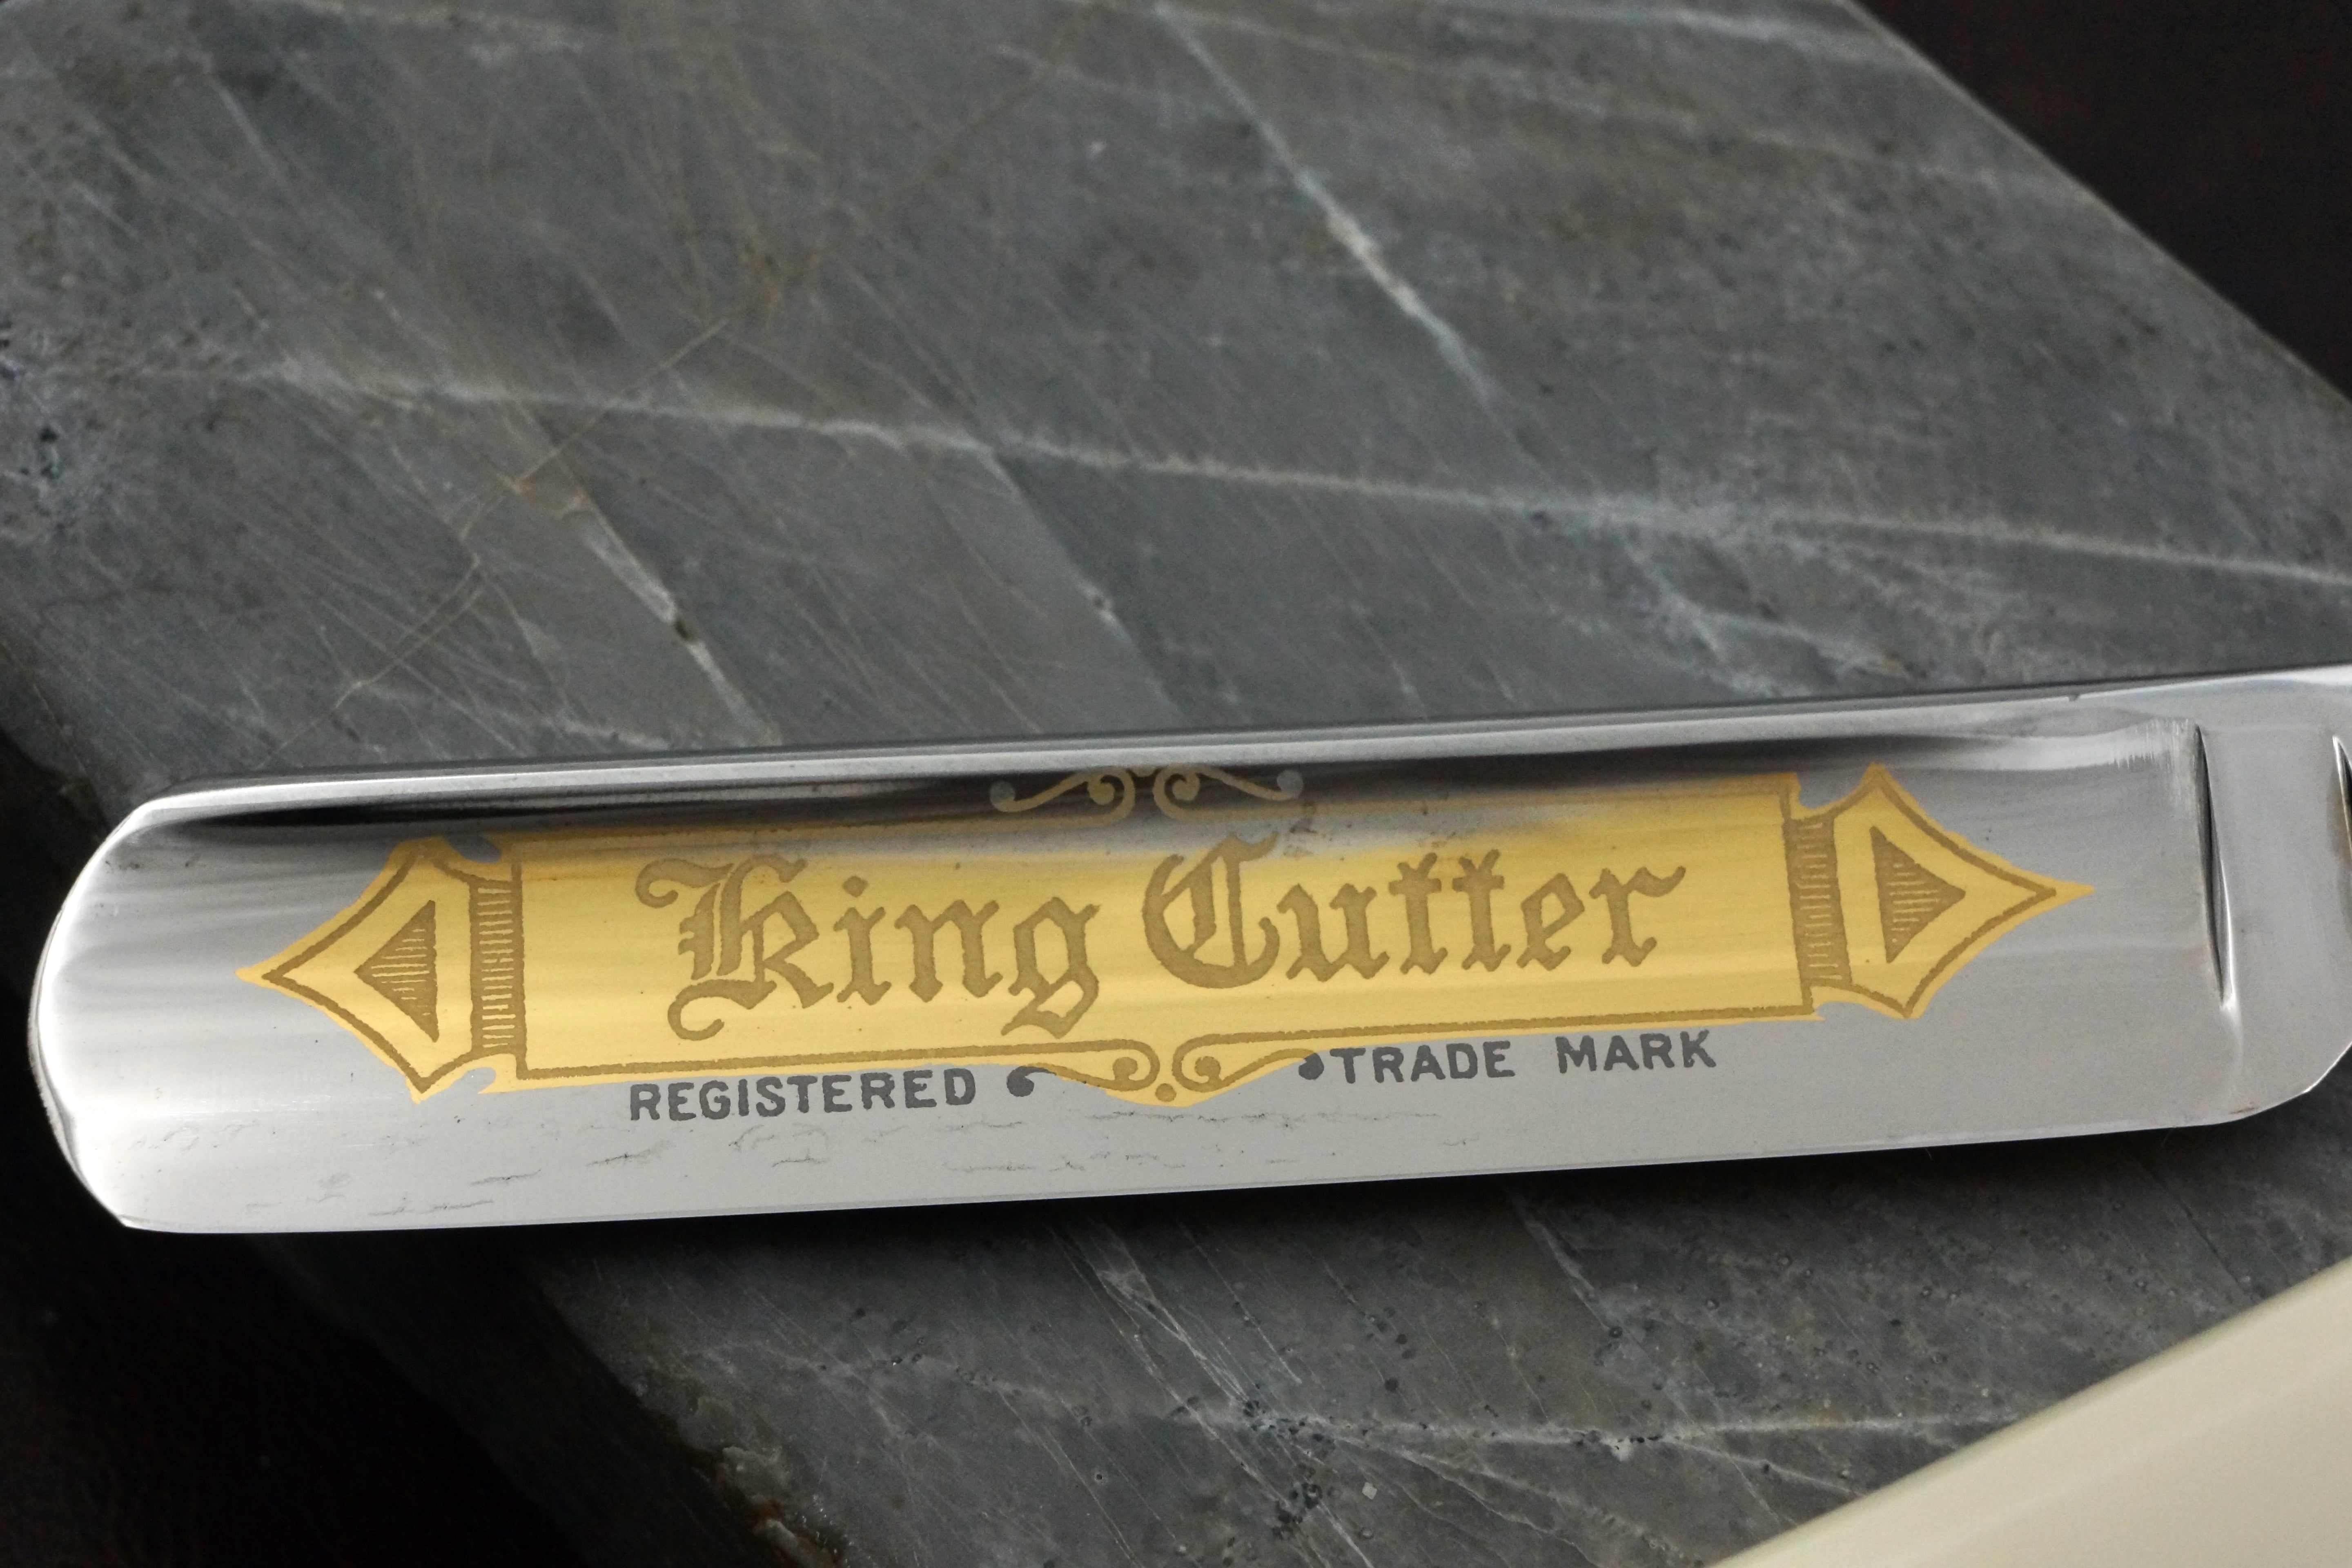 King Cutter
REGISTERED TRADE MARK